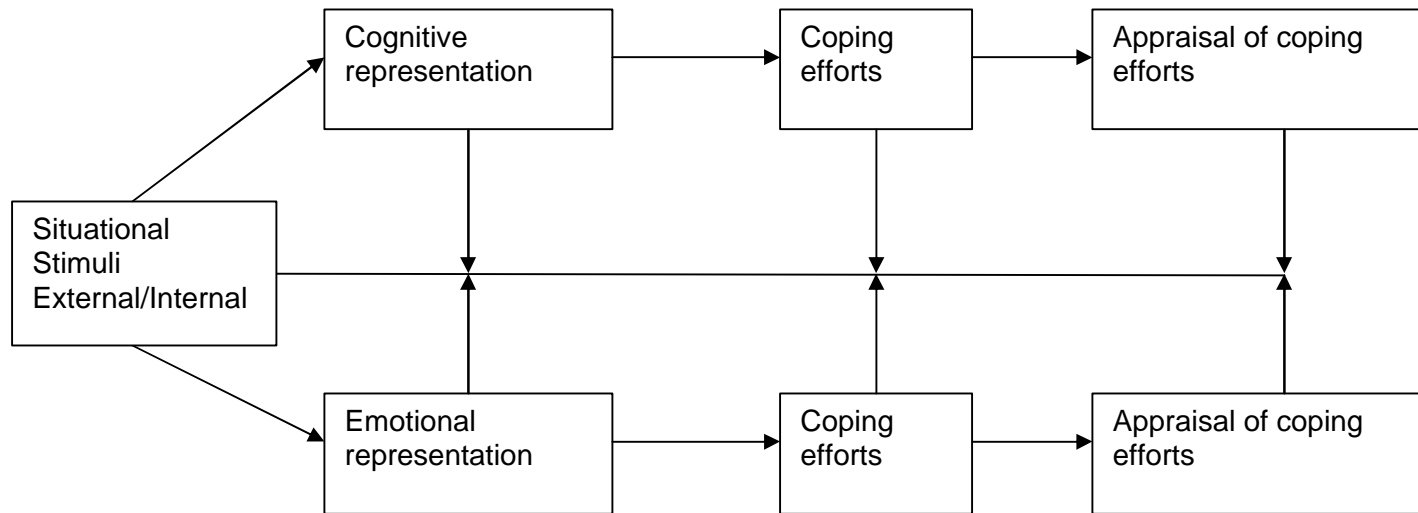 Cognitive
representation
Coping
efforts
Appraisal of coping
efforts
Situational
Stimuli
External/Internal
Emotional
representation
Coping
efforts
Appraisal of coping
efforts